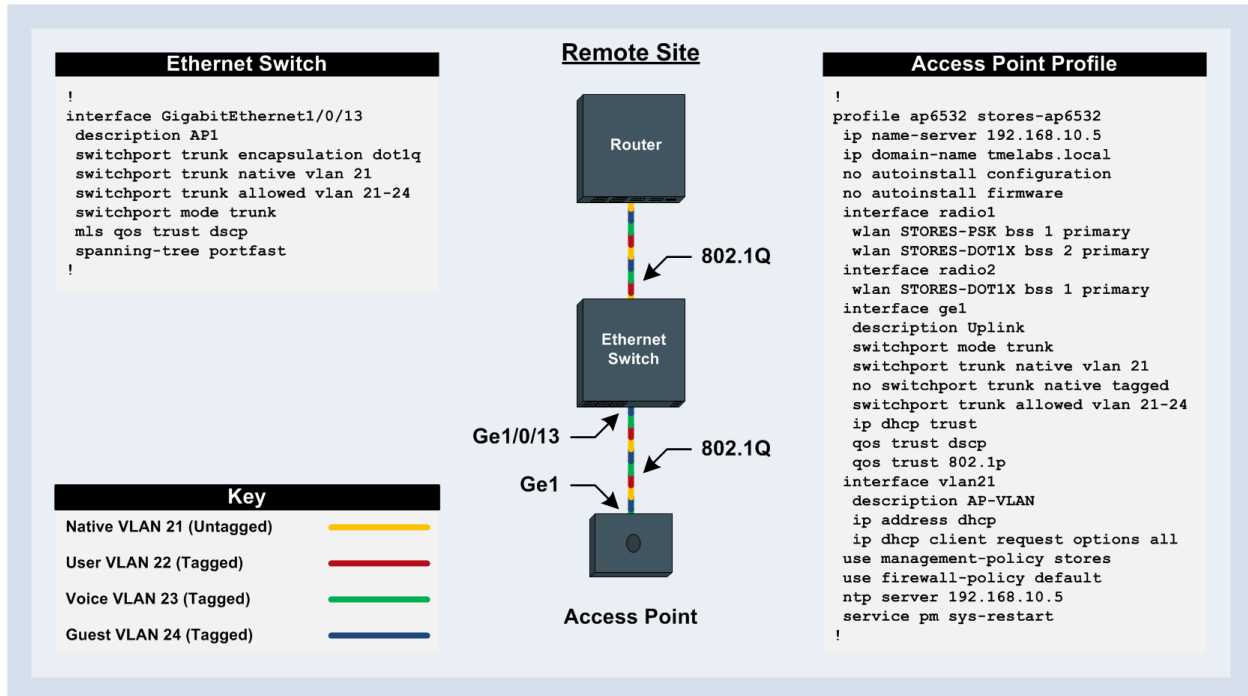 Remote Site
Ethernet Switch
!
interface GigabitEthernet1/0/13
description AP1
switchport trunk encapsulation dot1q
switchport trunk native vlan 21
switchport trunk allowed vlan 21-24
switchport mode trunk
mls qos trust dscp
spanning-tree portfast
!
Router
802.1Q
Ethernet
Switch
Ge1/0/13
802.1Q
Ge1
Access Point
Key
Native VLAN 21 (Untagged)
User VLAN 22 (Tagged)
Voice VLAN 23 (Tagged)
Guest VLAN 24 (Tagged)
Access Point Profile
!
profile ap6532 stores-ap6532
ip name-server 192.168.10.5
ip domain-name tmelabs.local
no autoinstall configuration
no autoinstall firmware
interface radio1
wlan STORES-PSK bss 1 primary
wlan STORES-DOT1X bss 2 primary
interface radio2
wlan STORES-DOT1X bss 1 primary
interface ge1
description Uplink
switchport mode trunk
switchport trunk native vlan 21
no switchport trunk native tagged
switchport trunk allowed vlan 21-24
ip dhcp trust
qos trust dscp
qos trust 802.1p
interface vlan21
description AP-VLAN
ip address dhcp
ip dhcp client request options all
use management-policy stores
use firewall-policy default
ntp server 192.168.10.5
service pm sys-restart
!